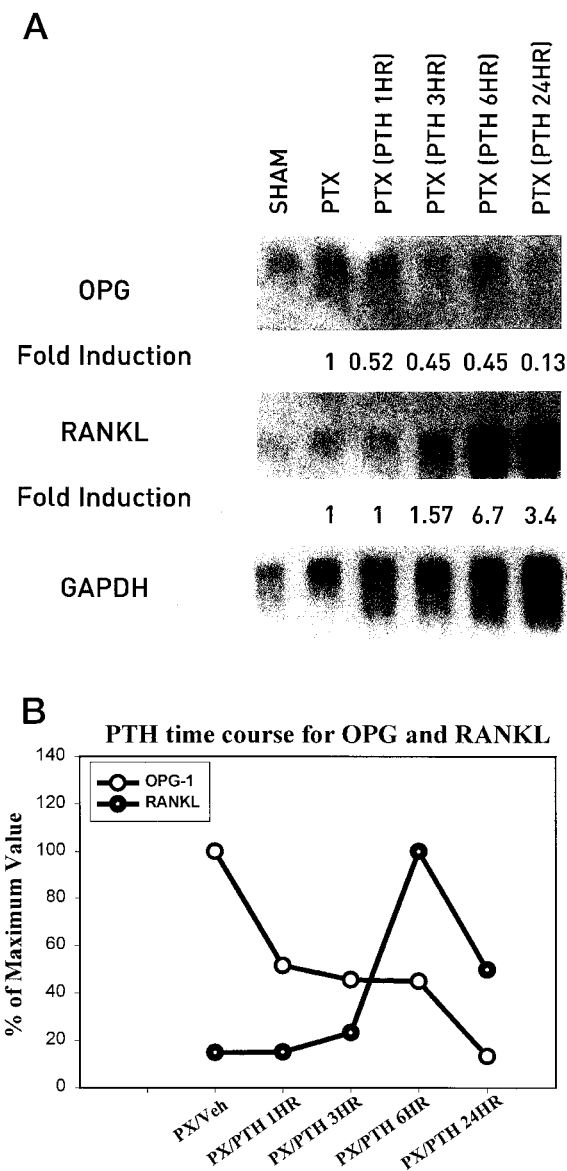 A
SHAM
PTX
PTX (PTH 1HR)
PTX (PTH 3HR)
PTX (PTH 6HR)
PTX (PTH 24HR)
OPG
Fold Induction 1 0.52 0.45 0.45 0.13
RANKL
Fold Induction 1 1 1.57 6.7 3.4
GAPDH
B
PTH time course for OPG and RANKL
140
120
100
80
60
40
20
0
% of Maximum Value
OPG-1
RANKL
PX/Veh
PX/PTH 1HR
PX/PTH 3HR
PX/PTH 6HR
PX/PTH 24HR